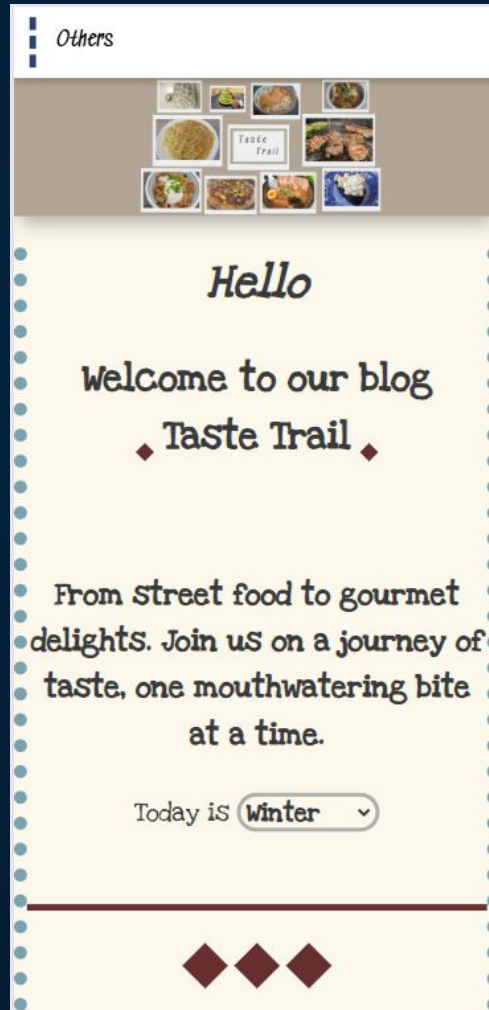 Others
Taste
Trail
Hello
Welcome to our blog
Taste Trail
From street food to gourmet
delights. Join us on a journey of
taste, one mouthwatering bite
at a time.
Today is Winter